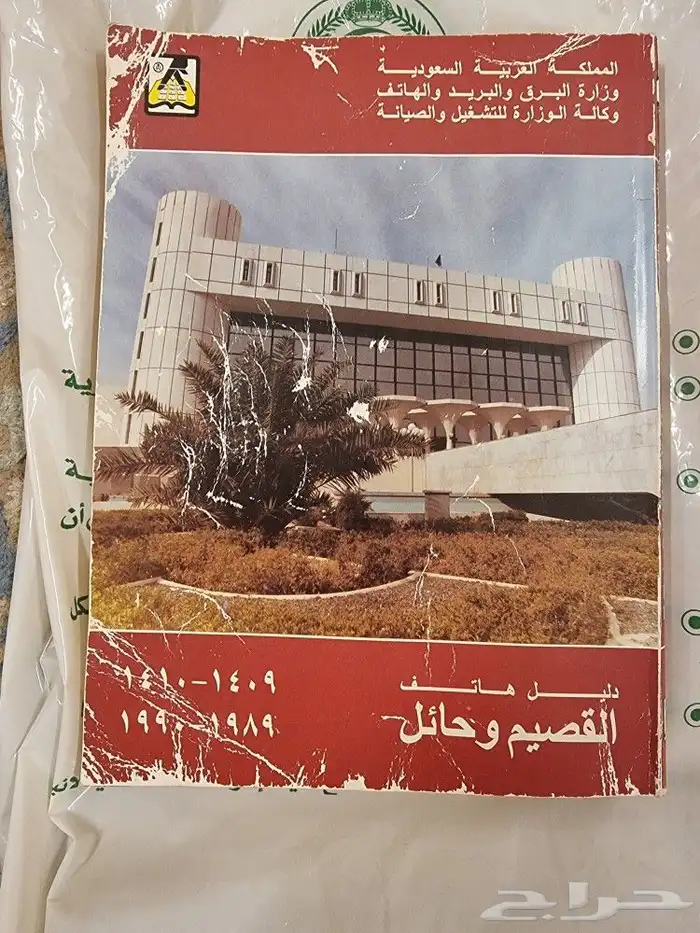 المملكة العربية السعودية
وزارة البرق والبريد والهاتف
وكالة الوزارة للتشغيل والصيانة
دليل هاتف
القصيم وحائل
١٤٠٩-١٤١٠
١٩٨٩-١٩٩٠
حراج